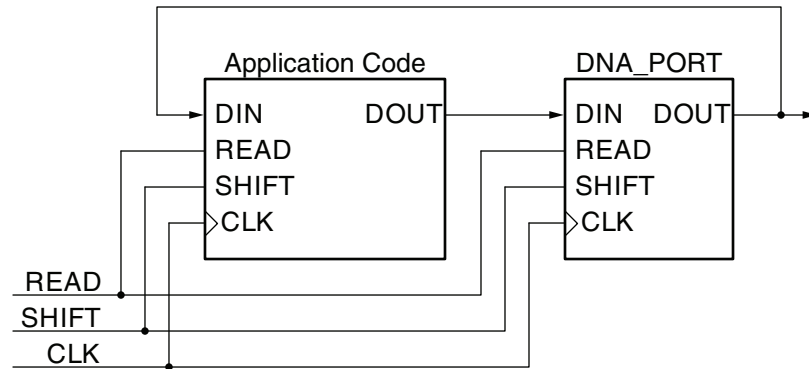 Application Code DNA_PORT
DIN DOUT DIN DOUT
READ READ
SHIFT SHIFT
CLK CLK
READ
SHIFT
CLK